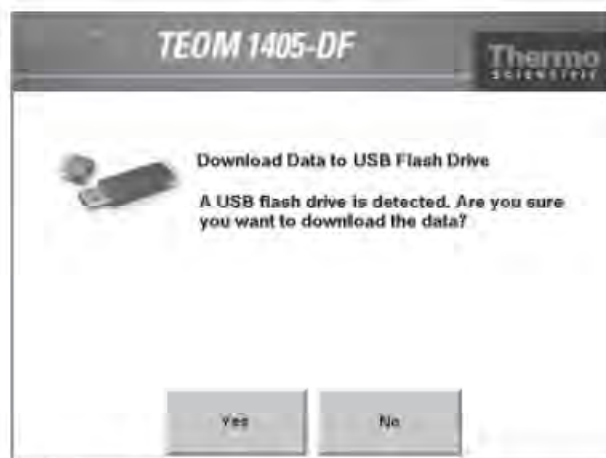 TEOM 1405-DF
Thermo
SCIENTIFIC
Download Data to USB Flash Drive
A USB flash drive is detected. Are you sure
you want to download the data?
Yes
No